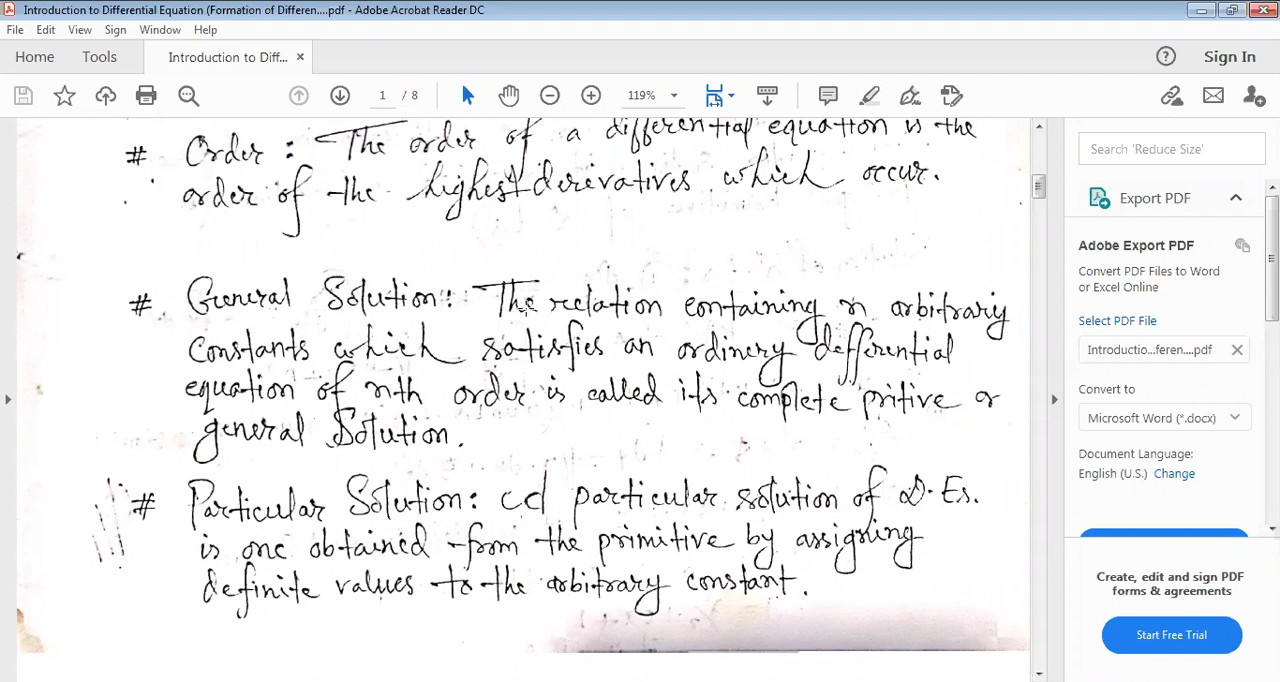 Introduction to Differential Equation (Formation of Differen....pdf - Adobe Acrobat Reader DC
File Edit View Sign Window Help
Home Tools Introduction to Diff... × ? Sign In
1 / 8 119%
# Order : The order of a differential equation is the
order of the highest derivatives which occur.
# General Solution: The relation containing n arbitrary
Constants which satisfies an ordinery defferential
equation of nth order is called its complete pritive or
general Solution.
# Particular Solution: A particular solution of D.Es.
is one obtained from the primitive by assigning
definite values to the arbitrary constant.
Search 'Reduce Size'
Export PDF
Adobe Export PDF
Convert PDF Files to Word
or Excel Online
Select PDF File
Introductio...feren....pdf ×
Convert to
Microsoft Word (*.docx)
Document Language:
English (U.S.) Change
Create, edit and sign PDF
forms & agreements
Start Free Trial